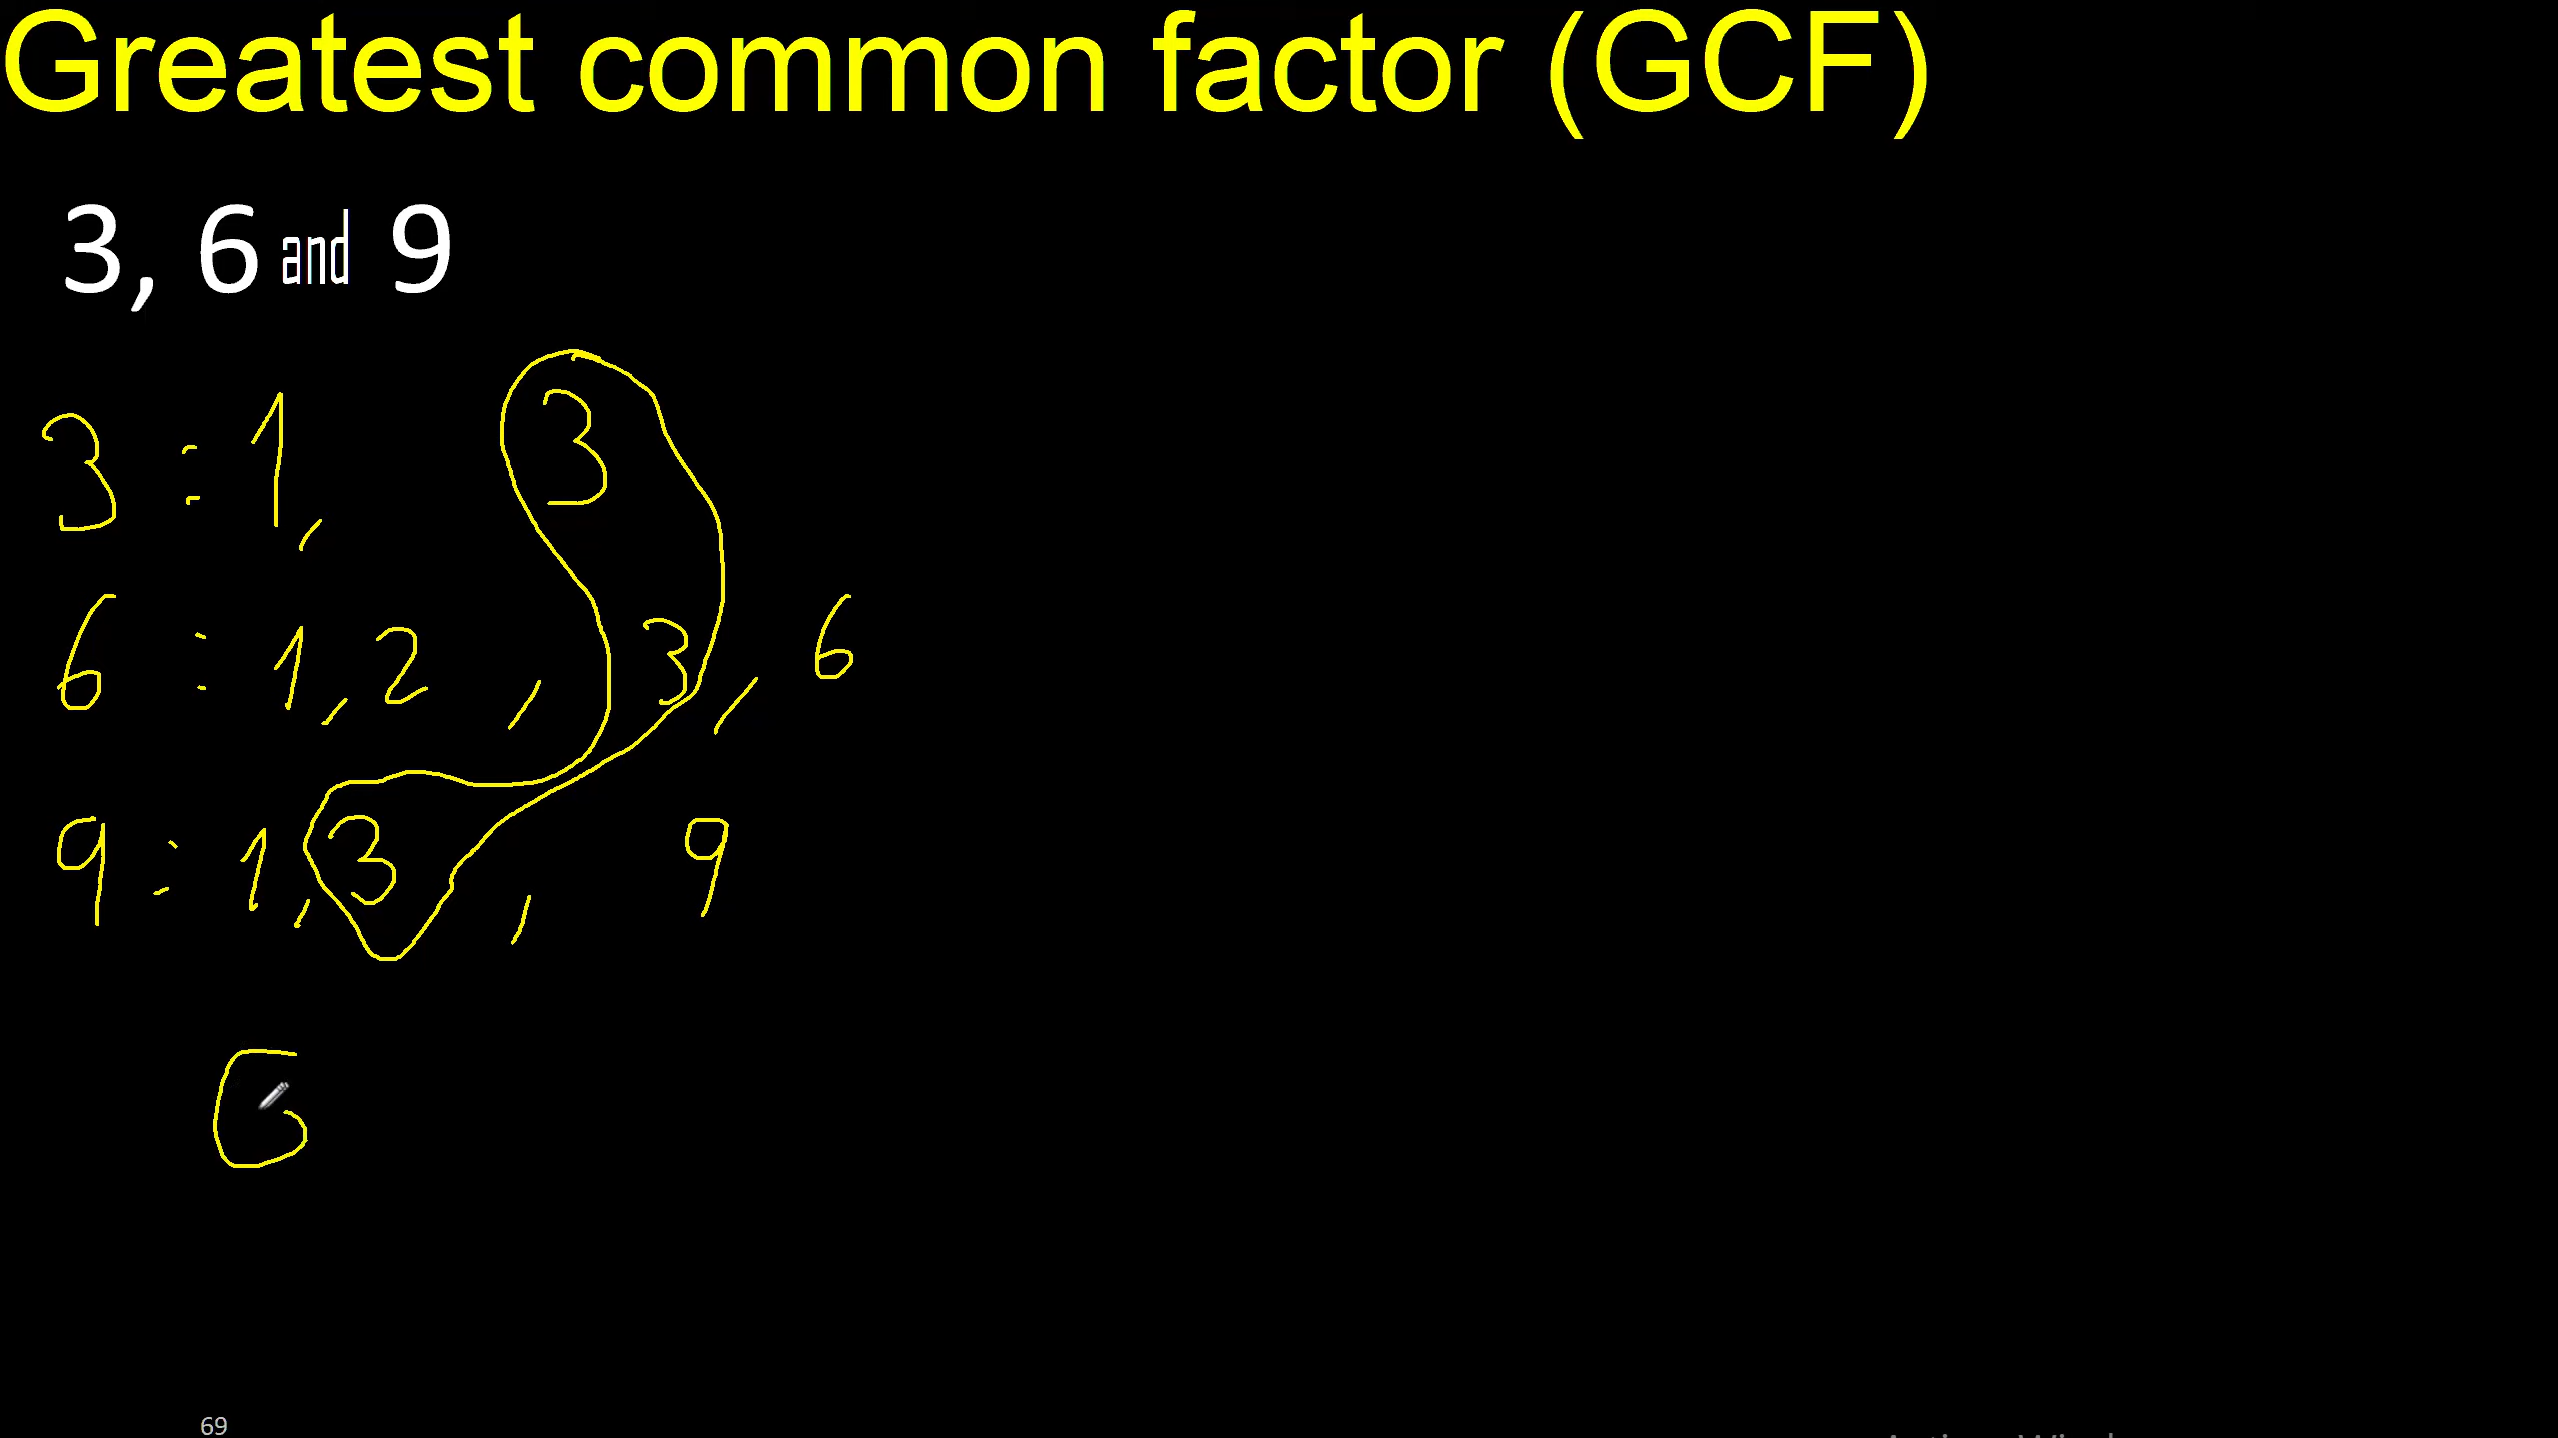 Greatest common factor (GCF)
3, 6 and 9
3 : 1, 3
6 : 1, 2, 3, 6
9 : 1, 3, 9
G
69